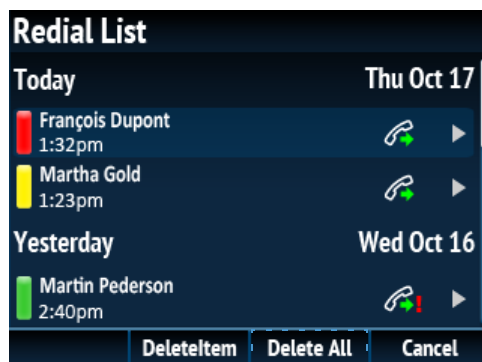 Redial List
Today Thu Oct 17
François Dupont
1:32pm
Martha Gold
1:23pm
Yesterday Wed Oct 16
Martin Pederson
2:40pm
DeleteItem Delete All Cancel